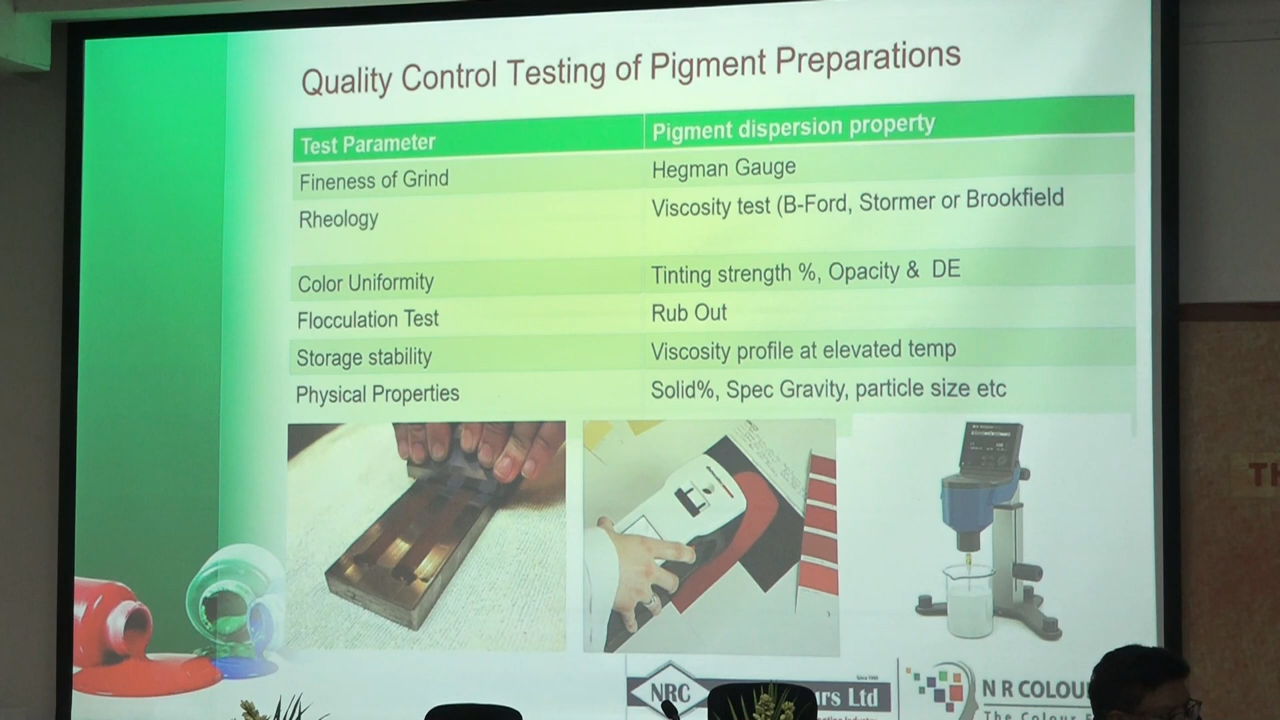 Quality Control Testing of Pigment Preparations
Test Parameter Pigment dispersion property
Fineness of Grind Hegman Gauge
Rheology Viscosity test (B-Ford, Stormer or Brookfield
Color Uniformity Tinting strength %, Opacity & DE
Flocculation Test Rub Out
Storage stability Viscosity profile at elevated temp
Physical Properties Solid%, Spec Gravity, particle size etc
NRC
urs Ltd
N R COLOU
The Colour